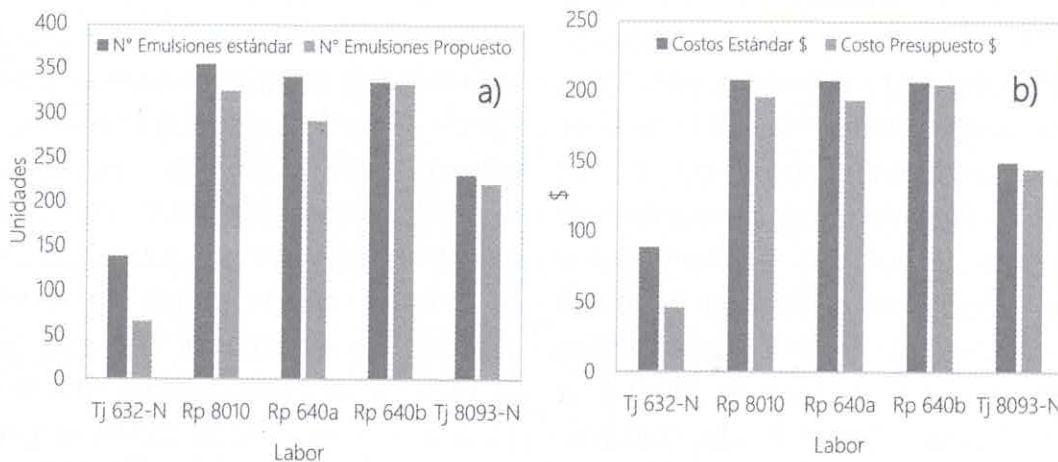 400
350
300
250
200
150
100
50
0
Unidades
N° Emulsiones estándar
N° Emulsiones Propuesto
a)
Tj 632-N
Rp 8010
Rp 640a
Rp 640b
Tj 8093-N
Labor
250
200
150
100
50
0
$
Costos Estándar $
Costo Presupuesto $
b)
Tj 632-N
Rp 8010
Rp 640a
Rp 640b
Tj 8093-N
Labor